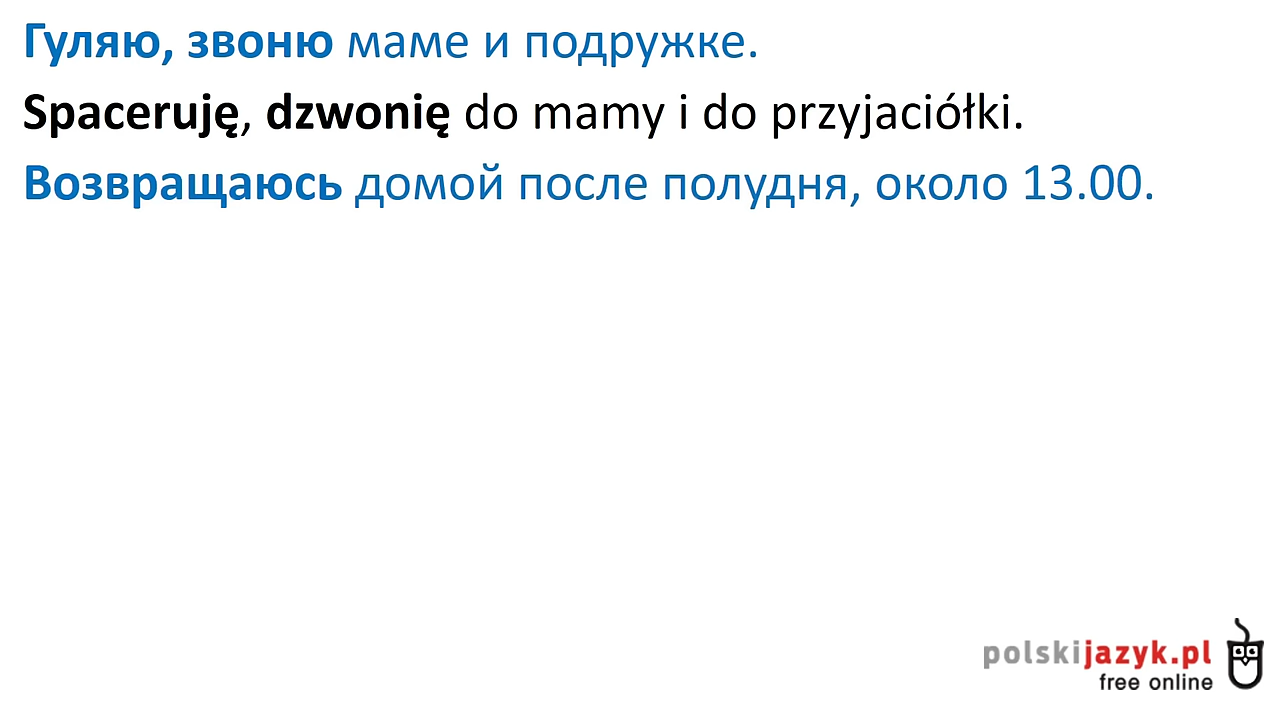 Гуляю, звоню маме и подружке.
Spaceruję, dzwonię do mamy i do przyjaciółki.
Возвращаюсь домой после полудня, около 13.00.
polskijazyk.pl
free online